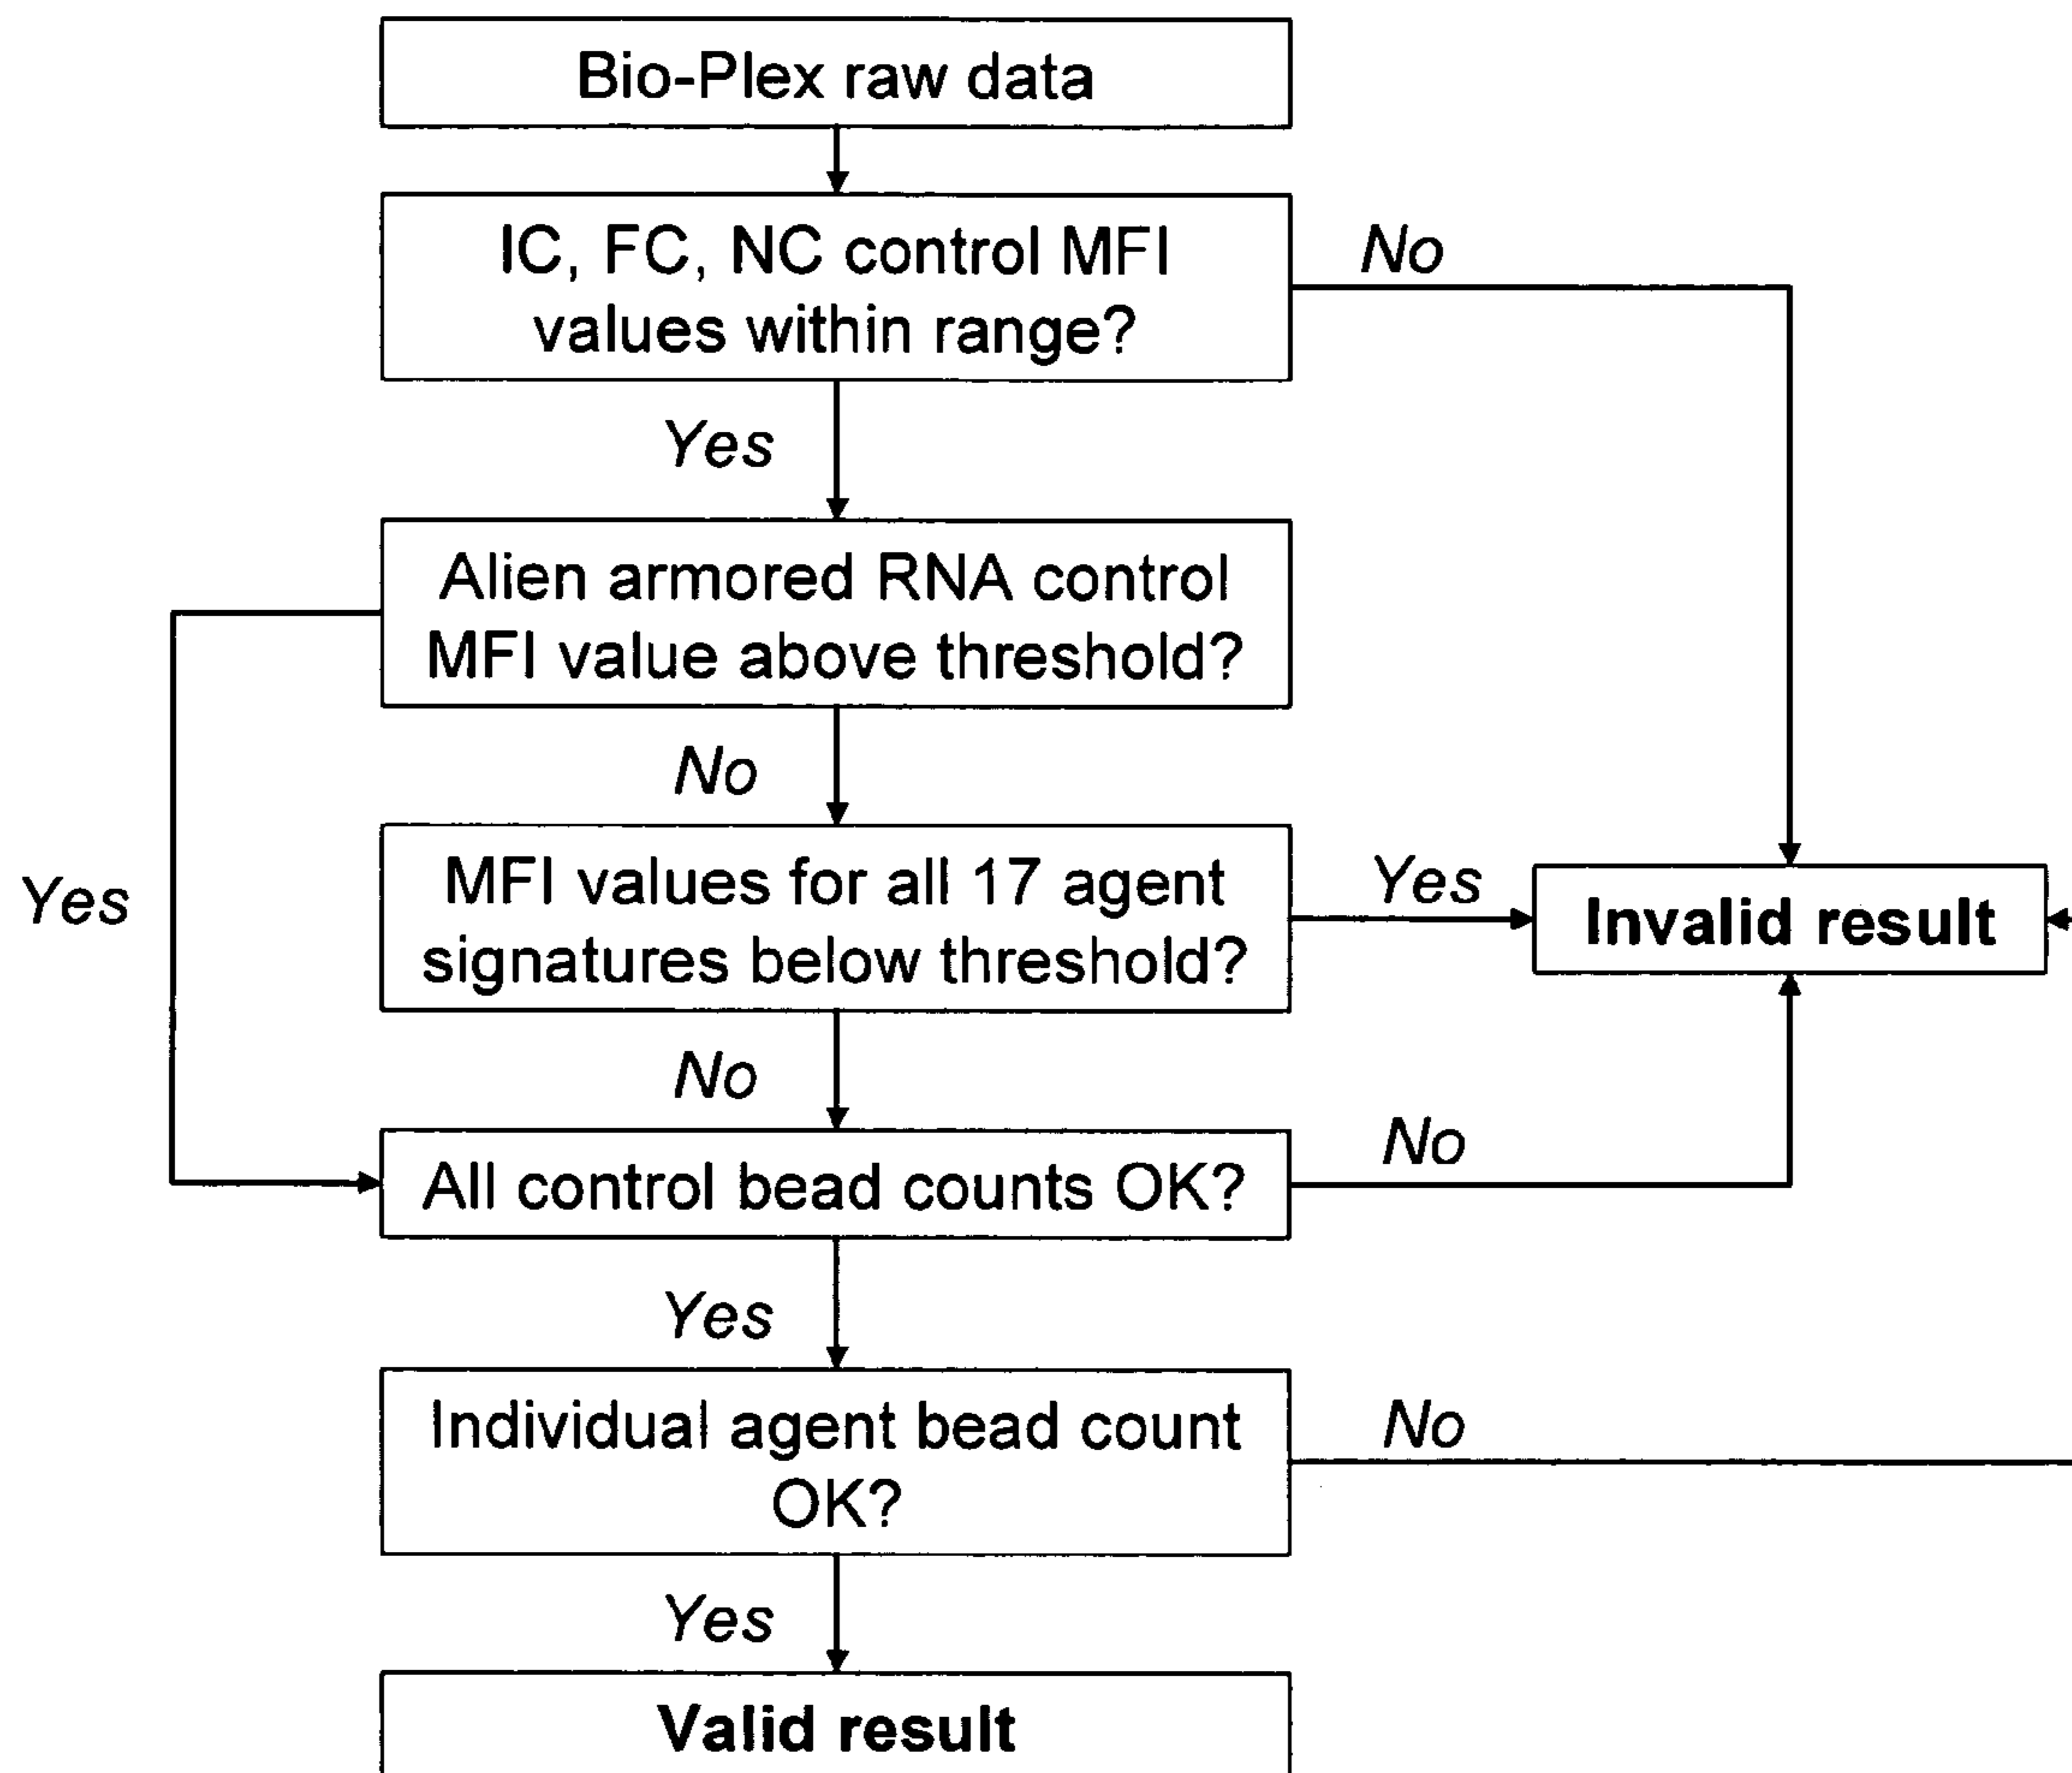 Bio-Plex raw data
IC, FC, NC control MFI
values within range?
No
Yes
Alien armored RNA control
MFI value above threshold?
No
Yes
MFI values for all 17 agent
signatures below threshold?
Yes
Invalid result
No
All control bead counts OK?
No
Yes
Individual agent bead count
OK?
No
Yes
Valid result